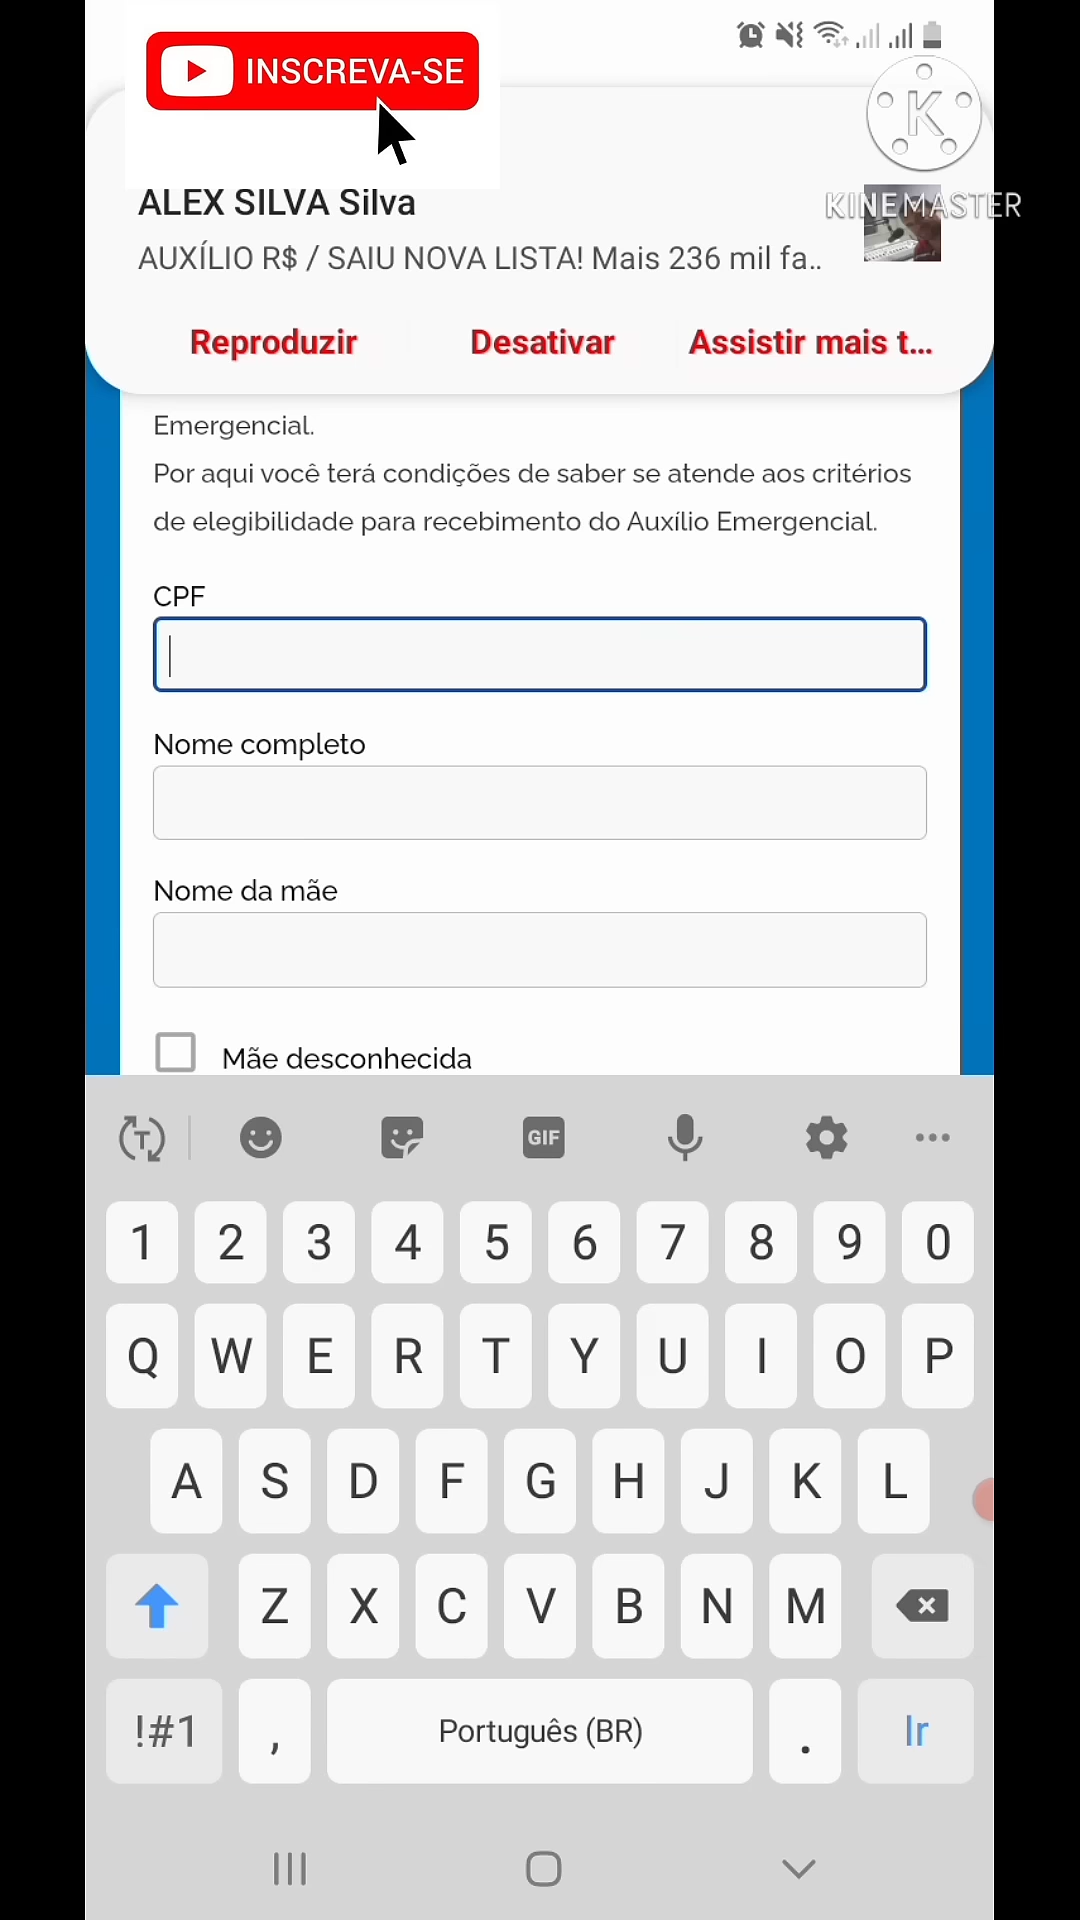 INSCREVA-SE
K
KINEMASTER
ALEX SILVA Silva
AUXÍLIO R$ / SAIU NOVA LISTA! Mais 236 mil fa..
Reproduzir Desativar Assistir mais t...
Emergencial.
Por aqui você terá condições de saber se atende aos critérios
de elegibilidade para recebimento do Auxílio Emergencial.
CPF
Nome completo
Nome da mãe
Mãe desconhecida
T GIF
1 2 3 4 5 6 7 8 9 0
Q W E R T Y U I O P
A S D F G H J K L
Z X C V B N M
!#1 , Português (BR) . Ir